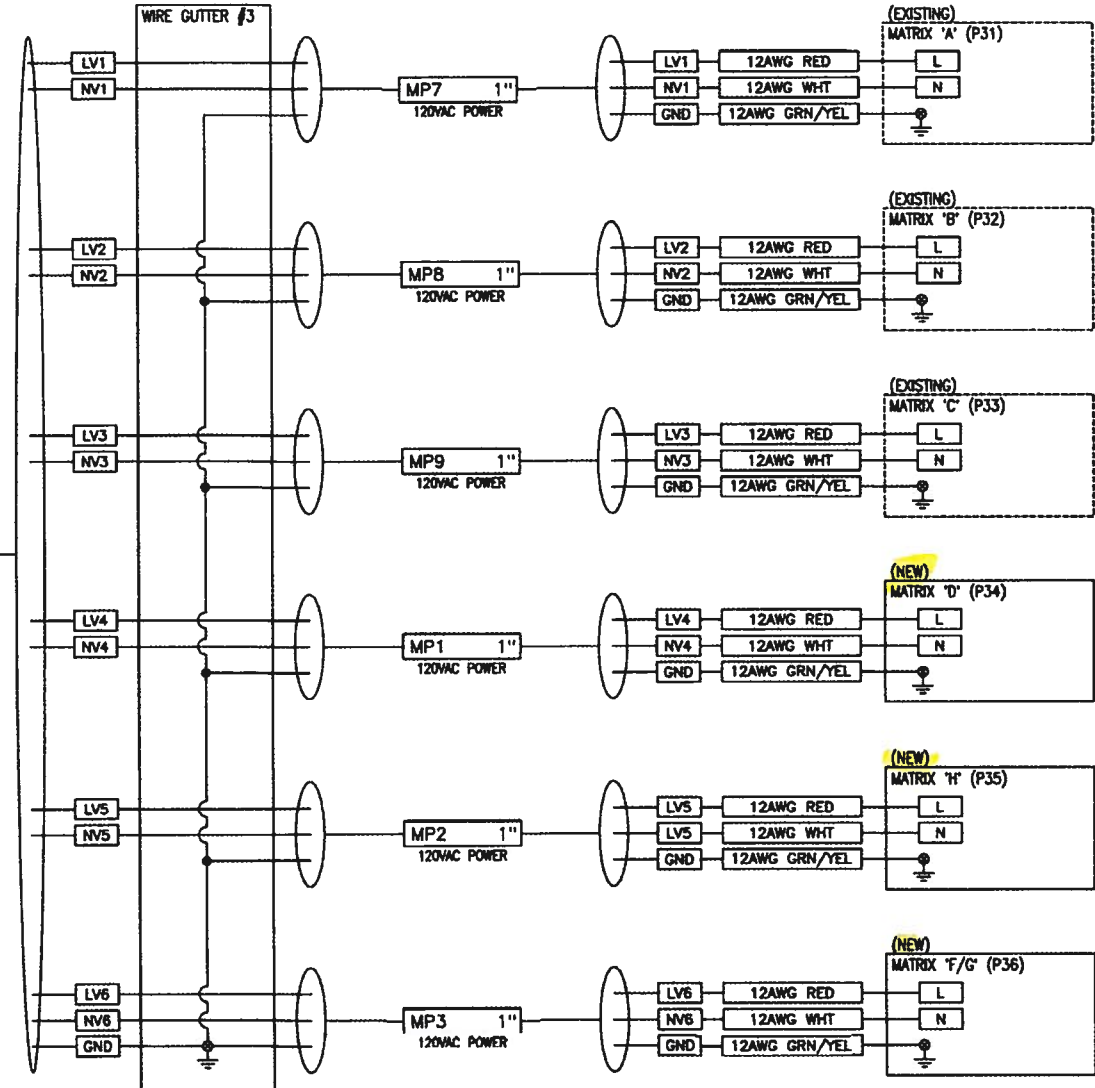 WIRE GUTTER #3
(EXISTING)
MATRIX 'A' (P31)
LV1
LV1 12AWG RED L
NV1
MP7 1"
NV1 12AWG WHT N
120VAC POWER
GND 12AWG GRN/YEL
(EXISTING)
MATRIX 'B' (P32)
LV2
LV2 12AWG RED L
NV2
MP8 1"
NV2 12AWG WHT N
120VAC POWER
GND 12AWG GRN/YEL
(EXISTING)
MATRIX 'C' (P33)
LV3
LV3 12AWG RED L
NV3
MP9 1"
NV3 12AWG WHT N
120VAC POWER
GND 12AWG GRN/YEL
(NEW)
MATRIX 'D' (P34)
LV4
LV4 12AWG RED L
NV4
MP1 1"
NV4 12AWG WHT N
120VAC POWER
GND 12AWG GRN/YEL
(NEW)
MATRIX 'H' (P35)
LV5
LV5 12AWG RED L
NV5
MP2 1"
LV5 12AWG WHT N
120VAC POWER
GND 12AWG GRN/YEL
(NEW)
MATRIX 'F/G' (P36)
LV6
LV6 12AWG RED L
NV6
MP3 1"
NV6 12AWG WHT N
120VAC POWER
GND
GND 12AWG GRN/YEL